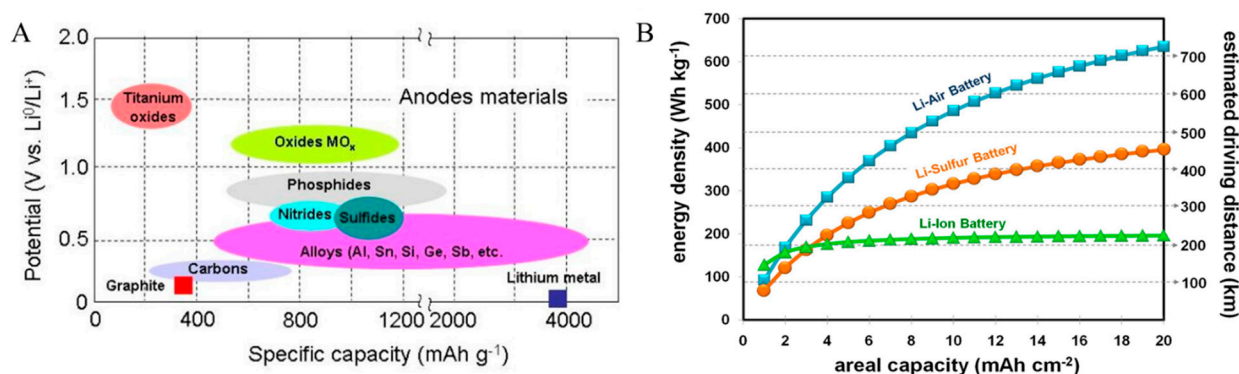 A
Potential (V vs. Li⁰/Li⁺)
2.0
1.5
1.0
0.5
0
Anodes materials
Titanium
oxides
Oxides MOₓ
Phosphides
Nitrides
Sulfides
Alloys (Al, Sn, Si, Ge, Sb, etc.
Carbons
Graphite
Lithium metal
0 400 800 1200 2000 4000
Specific capacity (mAh g⁻¹)
B
energy density (Wh kg⁻¹)
700
600
500
400
300
200
100
0
Li-Air Battery
Li-Sulfur Battery
Li-Ion Battery
700
600
500
400
300
200
100
estimated driving distance (km)
0 2 4 6 8 10 12 14 16 18 20
areal capacity (mAh cm⁻²)